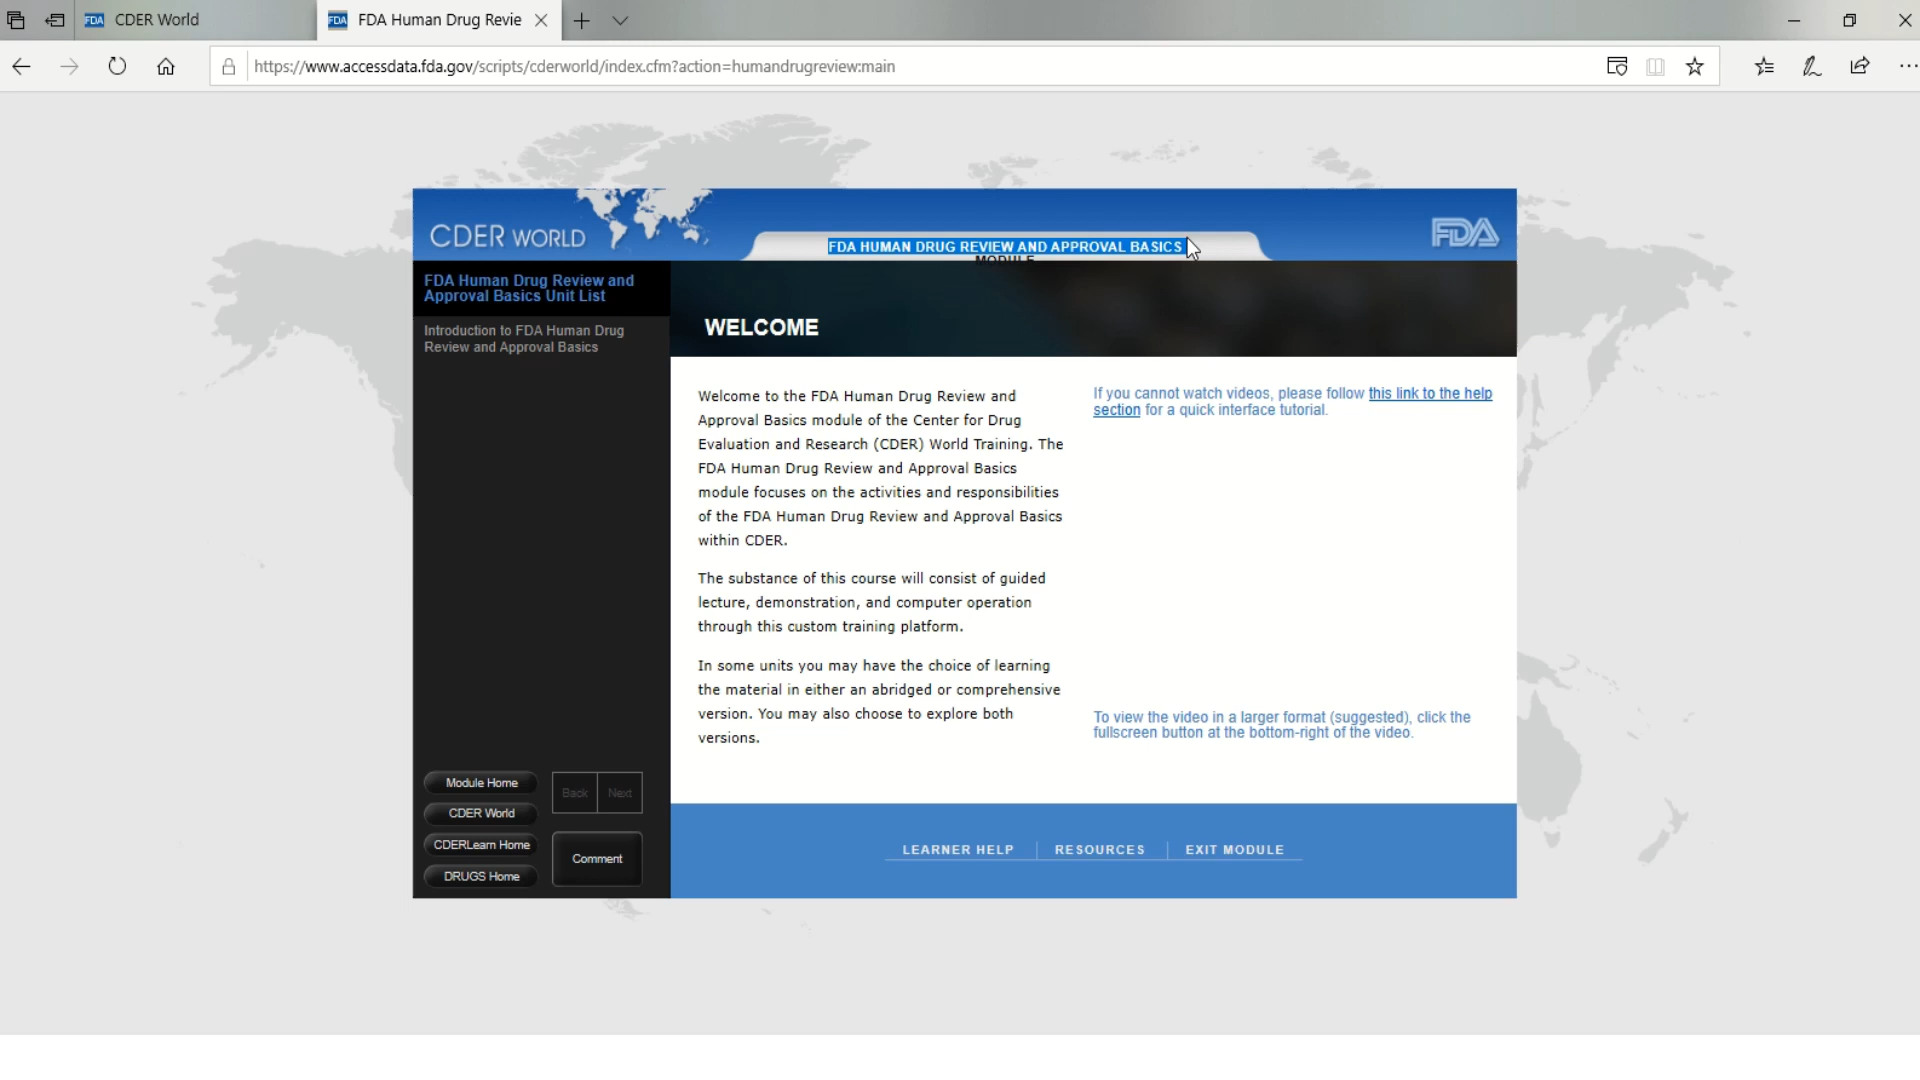 CDER World
FDA Human Drug Revie
https://www.accessdata.fda.gov/scripts/cderworld/index.cfm?action=humandrugreview:main
CDER WORLD
FDA HUMAN DRUG REVIEW AND APPROVAL BASICS
MODULE
FDA
FDA Human Drug Review and
Approval Basics Unit List
Introduction to FDA Human Drug
Review and Approval Basics
WELCOME
Welcome to the FDA Human Drug Review and
Approval Basics module of the Center for Drug
Evaluation and Research (CDER) World Training. The
FDA Human Drug Review and Approval Basics
module focuses on the activities and responsibilities
of the FDA Human Drug Review and Approval Basics
within CDER.
The substance of this course will consist of guided
lecture, demonstration, and computer operation
through this custom training platform.
In some units you may have the choice of learning
the material in either an abridged or comprehensive
version. You may also choose to explore both
versions.
If you cannot watch videos, please follow this link to the help
section for a quick interface tutorial.
To view the video in a larger format (suggested), click the
fullscreen button at the bottom-right of the video.
Module Home
CDER World
CDERLearn Home
DRUGS Home
Back Next
Comment
LEARNER HELP RESOURCES EXIT MODULE